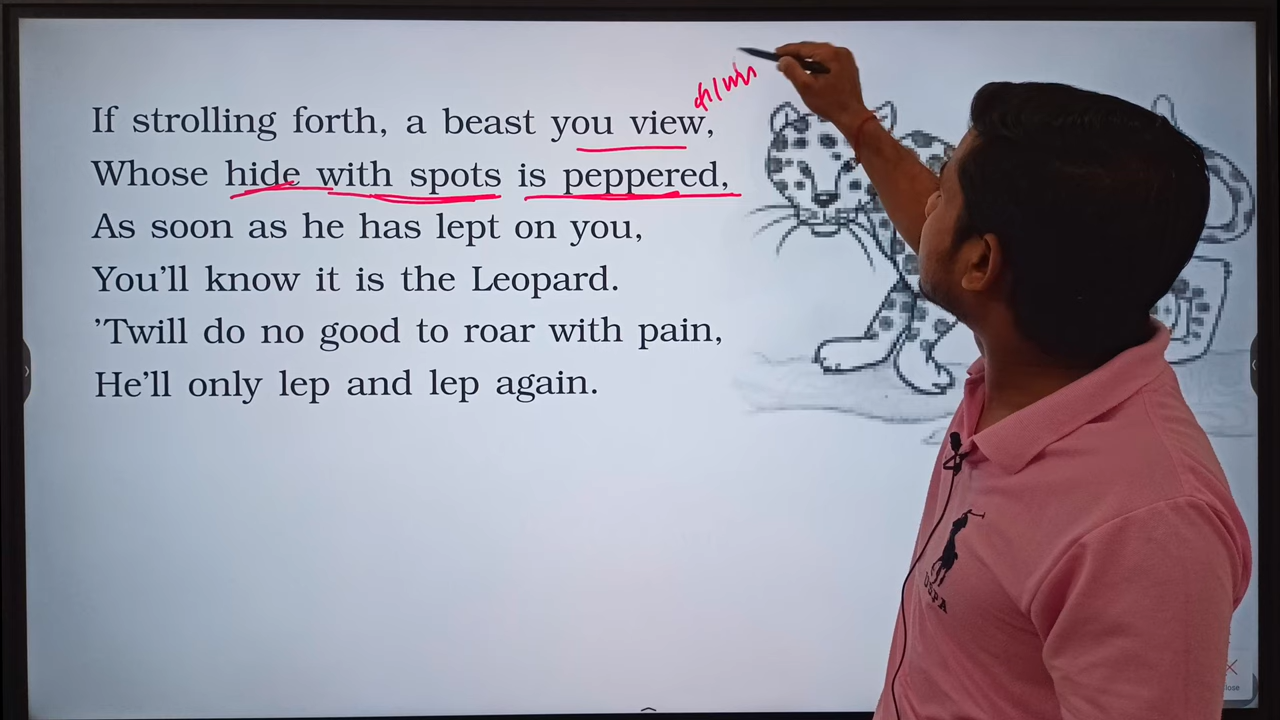 If strolling forth, a beast you view,
Whose hide with spots is peppered,
As soon as he has lept on you,
You'll know it is the Leopard.
'Twill do no good to roar with pain,
He'll only lep and lep again.
USPA